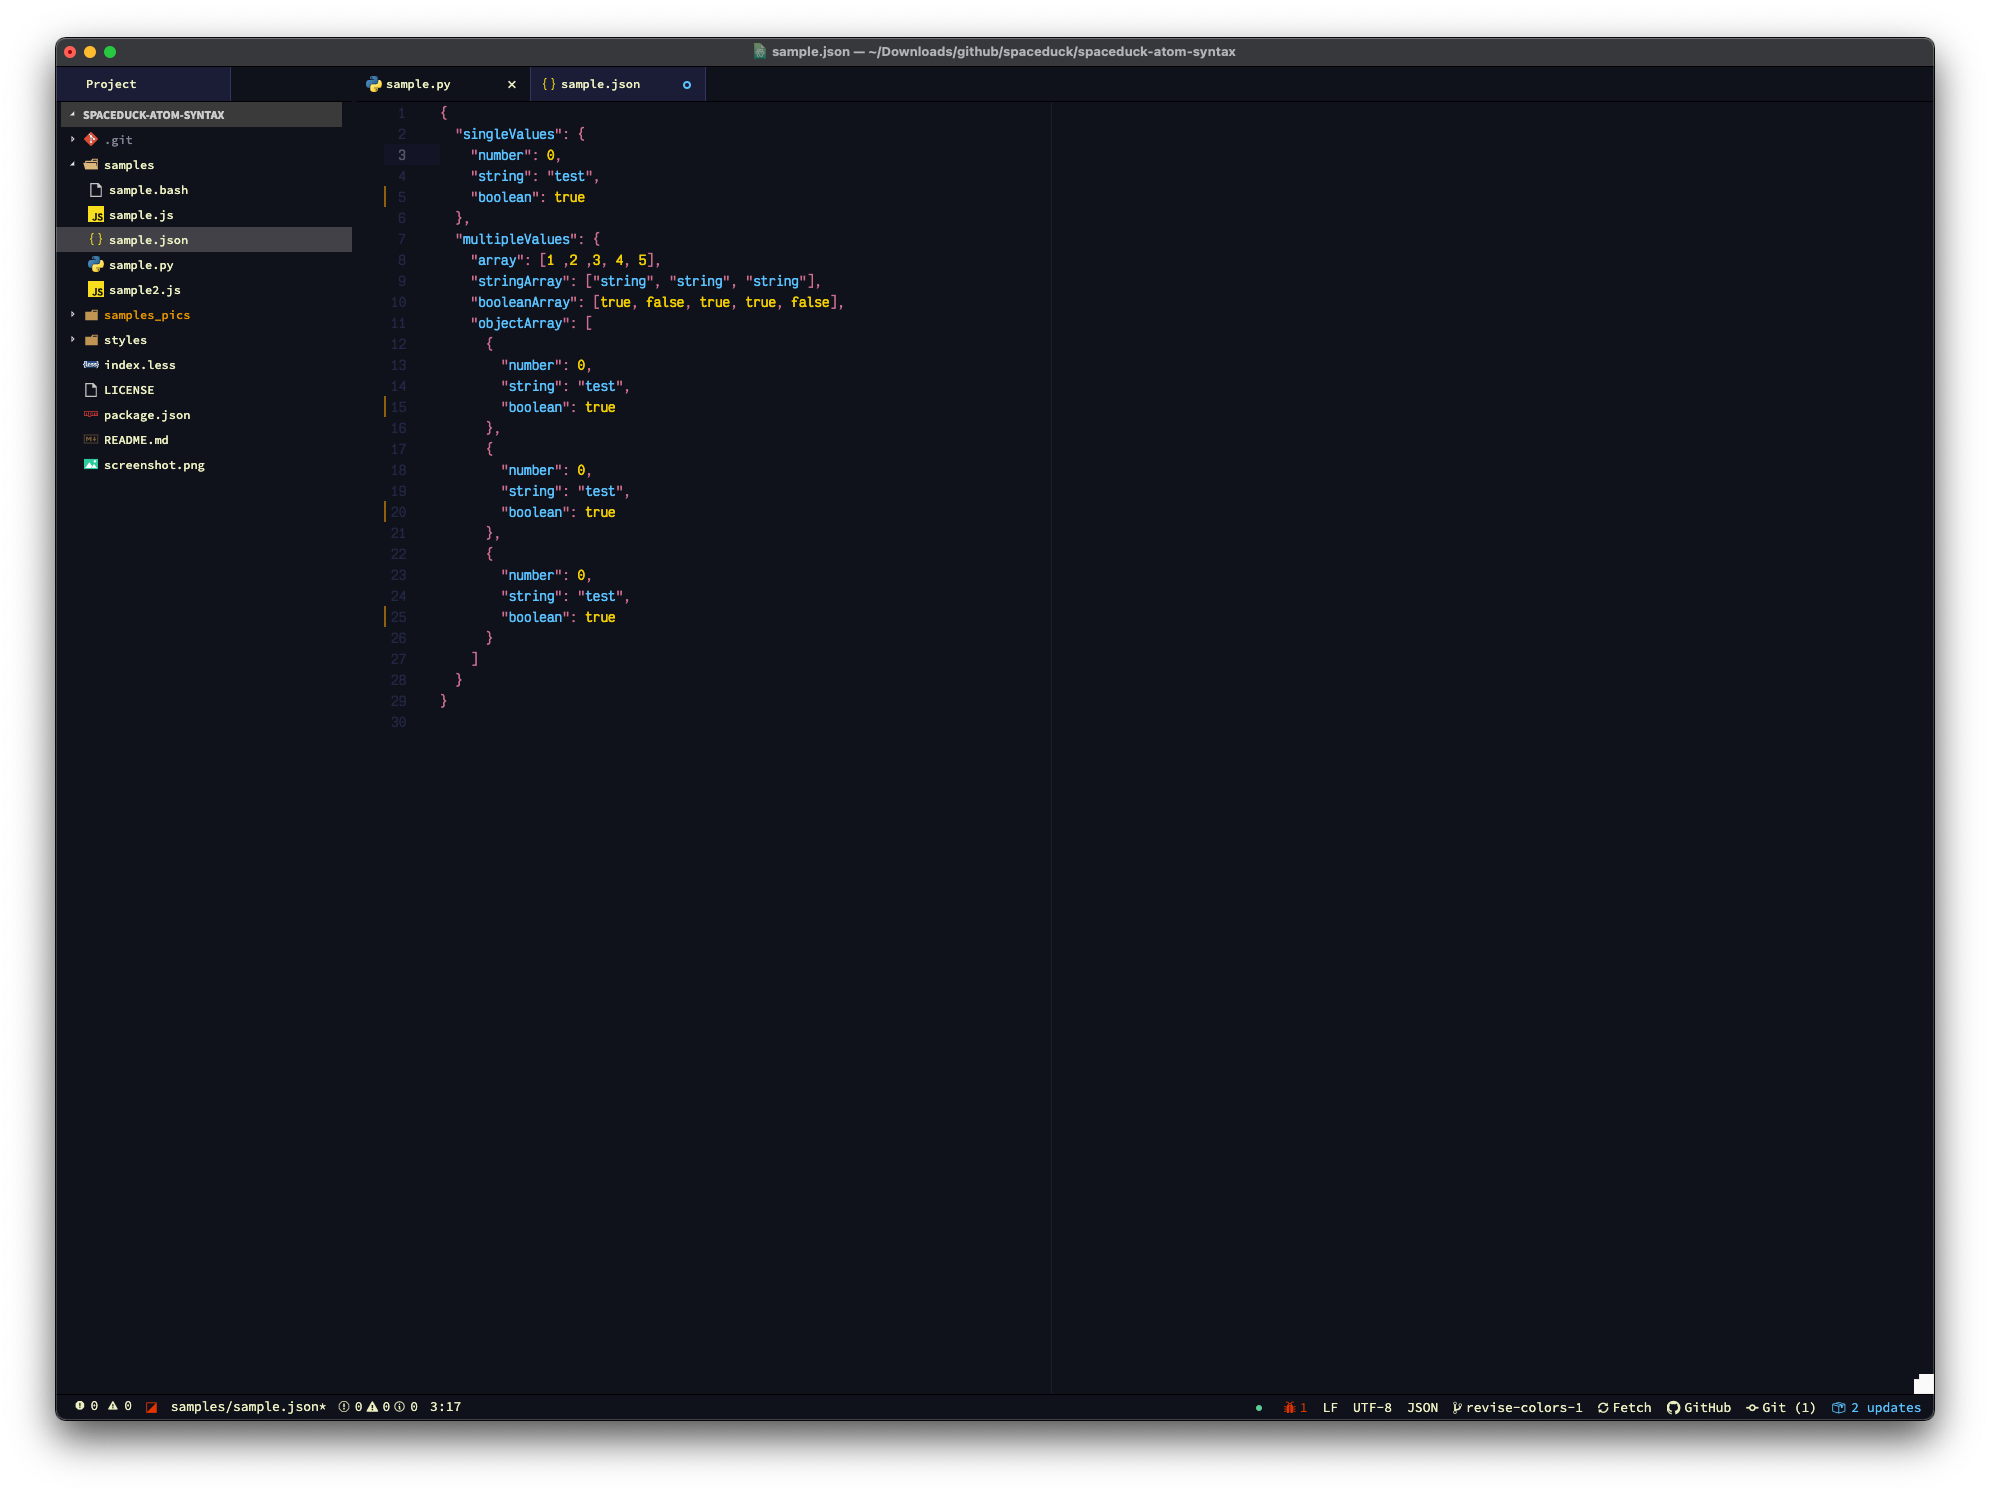 sample.json — ~/Downloads/github/spaceduck/spaceduck-atom-syntax
Project
sample.py ×
{} sample.json
SPACEDUCK-ATOM-SYNTAX
.git
samples
sample.bash
JS sample.js
{} sample.json
sample.py
JS sample2.js
samples_pics
styles
{less} index.less
LICENSE
package.json
README.md
screenshot.png
1 {
2 "singleValues": {
3 "number": 0,
4 "string": "test",
5 "boolean": true
6 },
7 "multipleValues": {
8 "array": [1 ,2 ,3, 4, 5],
9 "stringArray": ["string", "string", "string"],
10 "booleanArray": [true, false, true, true, false],
11 "objectArray": [
12 {
13 "number": 0,
14 "string": "test",
15 "boolean": true
16 },
17 {
18 "number": 0,
19 "string": "test",
20 "boolean": true
21 },
22 {
23 "number": 0,
24 "string": "test",
25 "boolean": true
26 }
27 ]
28 }
29 }
30
0 0 samples/sample.json* 0 0 0 3:17
1 LF UTF-8 JSON revise-colors-1 Fetch GitHub Git (1) 2 updates